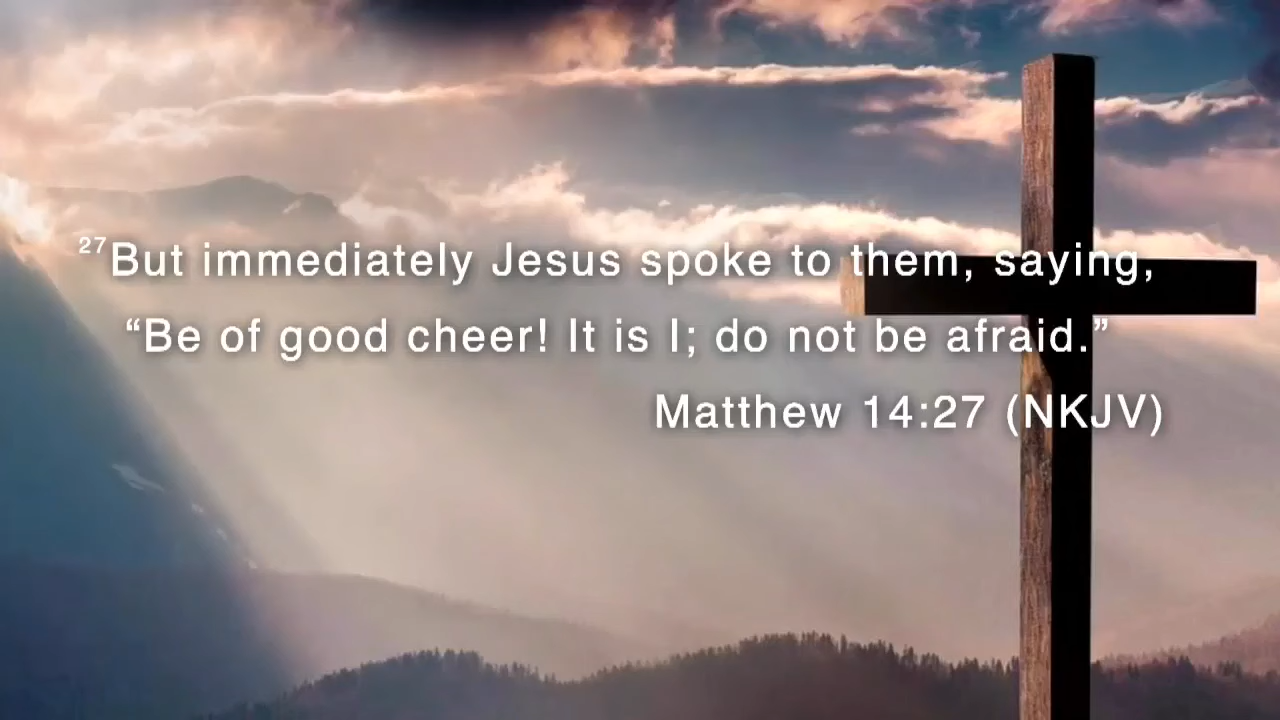 27But immediately Jesus spoke to them, saying,
“Be of good cheer! It is I; do not be afraid.”
Matthew 14:27 (NKJV)